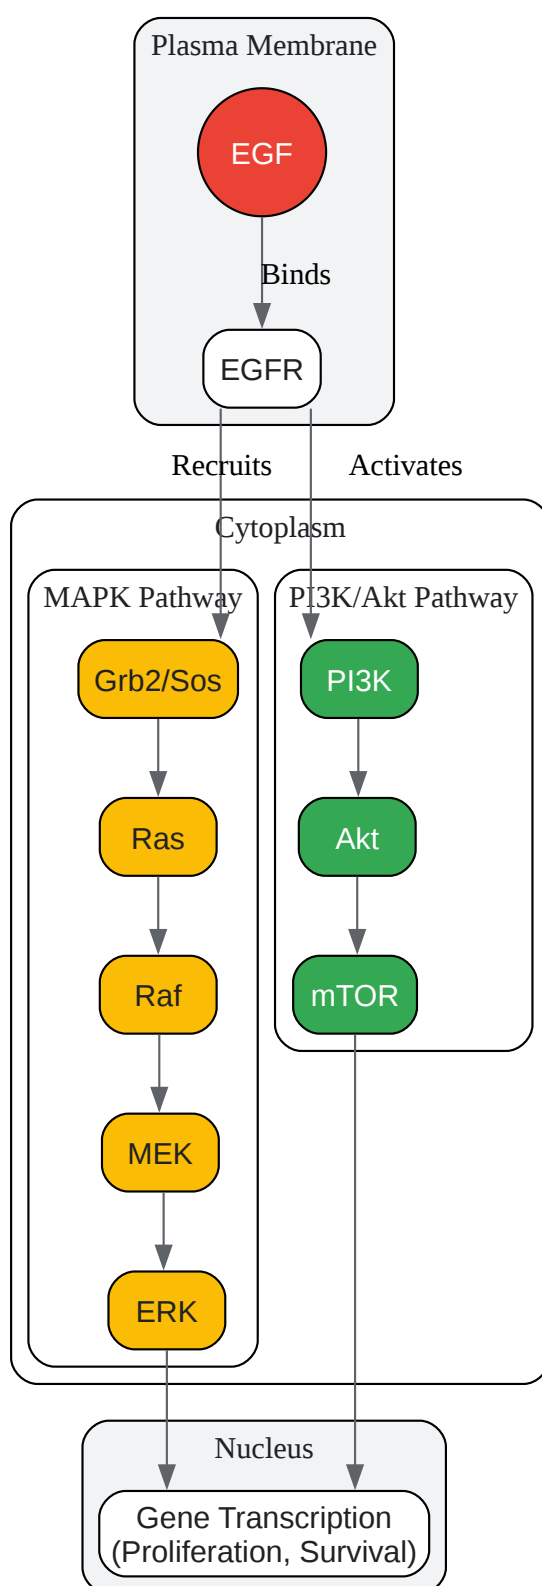 Plasma Membrane
EGF
Binds
EGFR
Recruits
Activates
Cytoplasm
MAPK Pathway
PI3K/Akt Pathway
Grb2/Sos
PI3K
Ras
Akt
Raf
mTOR
MEK
ERK
Nucleus
Gene Transcription
(Proliferation, Survival)